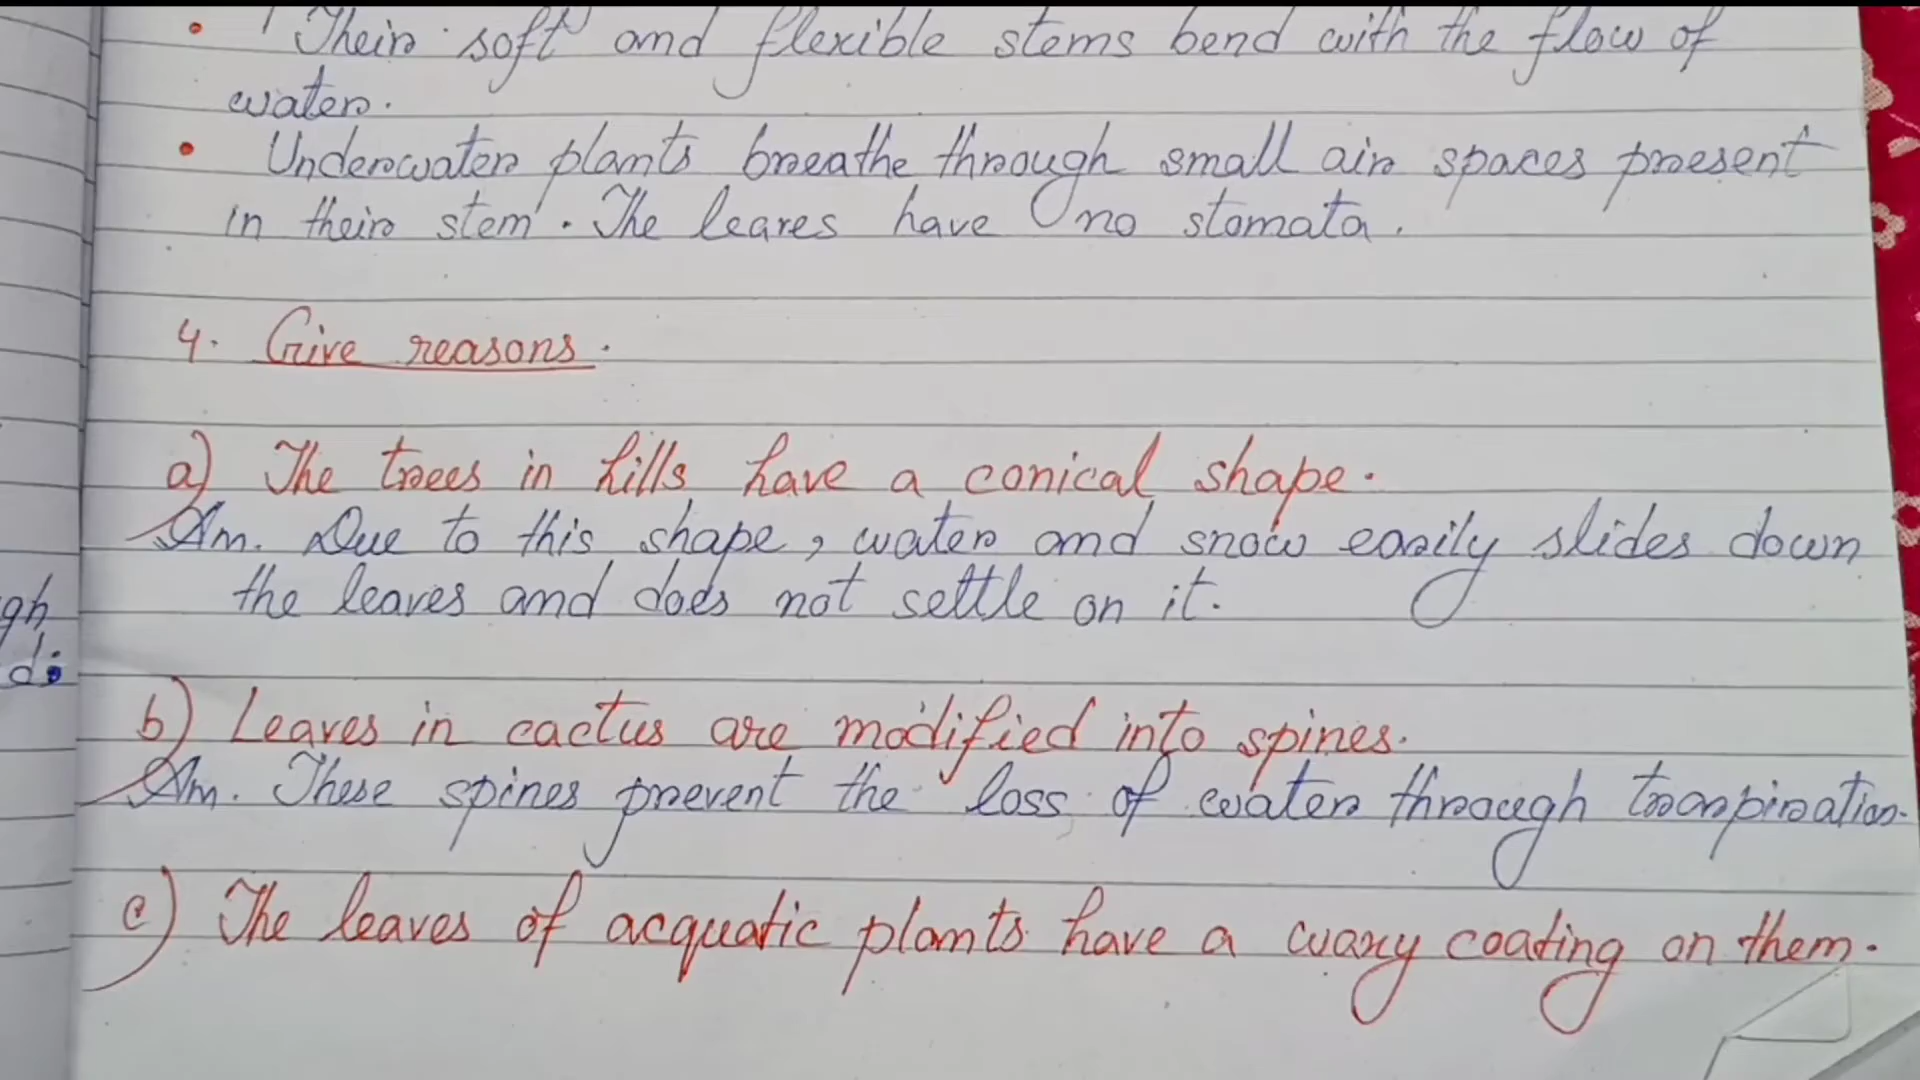 • Their soft and flexible stems bend with the flow of
water.
• Underwater plants breathe through small air spaces present
in their stem. The leaves have no stomata.
4. Give reasons.
a) The trees in hills have a conical shape.
Ans. Due to this shape, water and snow easily slides down
the leaves and does not settle on it.
gh
d.
b) Leaves in cactus are modified into spines.
Ans. These spines prevent the loss of water through transpiration.
c) The leaves of acquatic plants have a waxy coating on them.